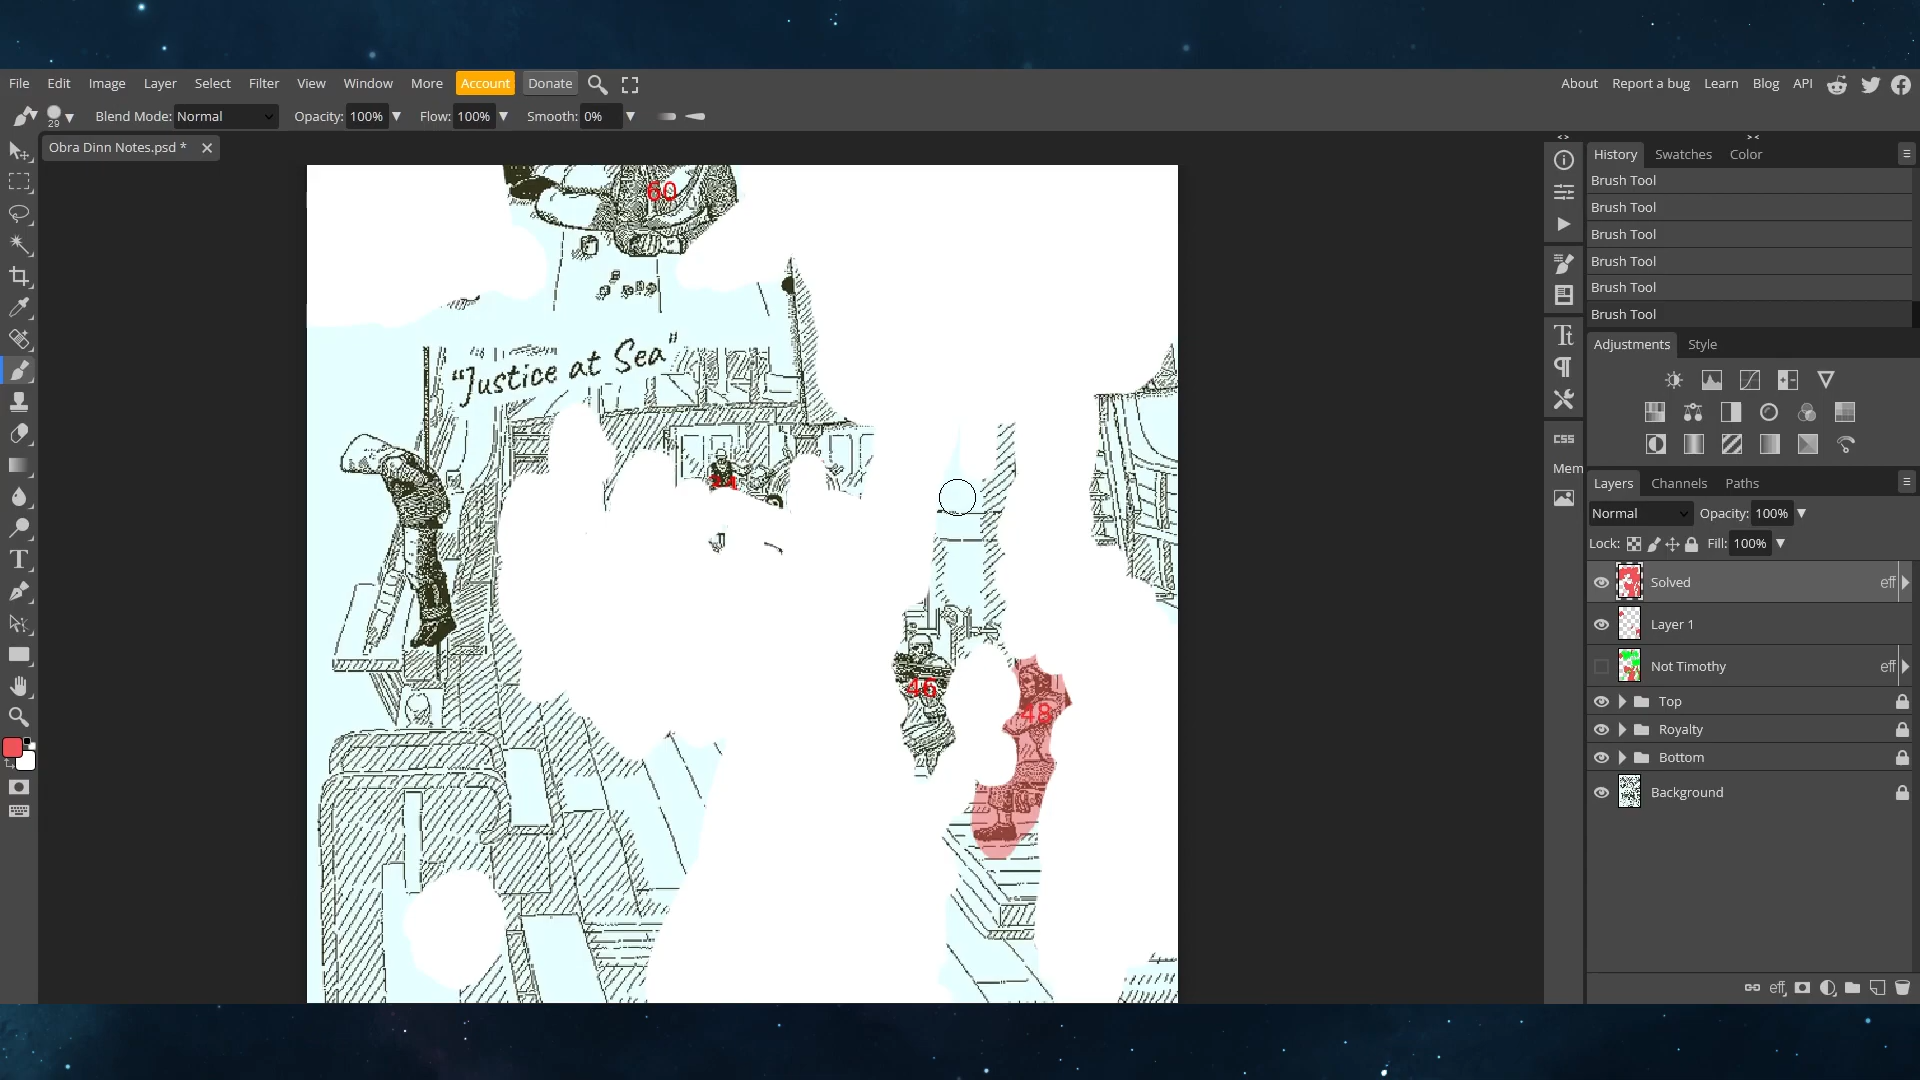 File Edit Image Layer Select Filter View Window More Account Donate
About Report a bug Learn Blog API
29 Blend Mode: Normal Opacity: 100% Flow: 100% Smooth: 0%
Obra Dinn Notes.psd *
History Swatches Color
Brush Tool
Brush Tool
Brush Tool
Brush Tool
Brush Tool
Brush Tool
Adjustments Style
CSS
Mem
Layers Channels Paths
Normal Opacity: 100%
Lock: Fill: 100%
Solved eff
Layer 1
Not Timothy eff
Top
Royalty
Bottom
Background
eff
60
"Justice at Sea"
46
48